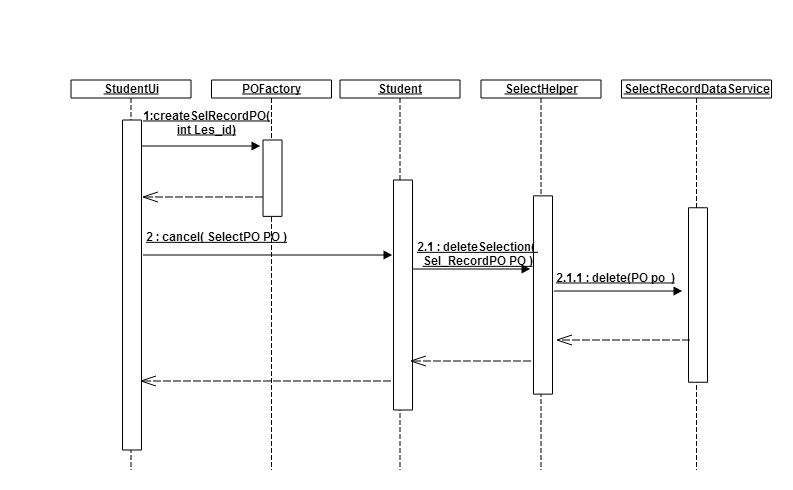 StudentUi
POFactory
Student
SelectHelper
SelectRecordDataService
1:createSelRecordPO(
int Les_id)
2 : cancel( SelectPO PO )
2.1 : deleteSelection(
Sel_RecordPO PO )
2.1.1 : delete(PO po )